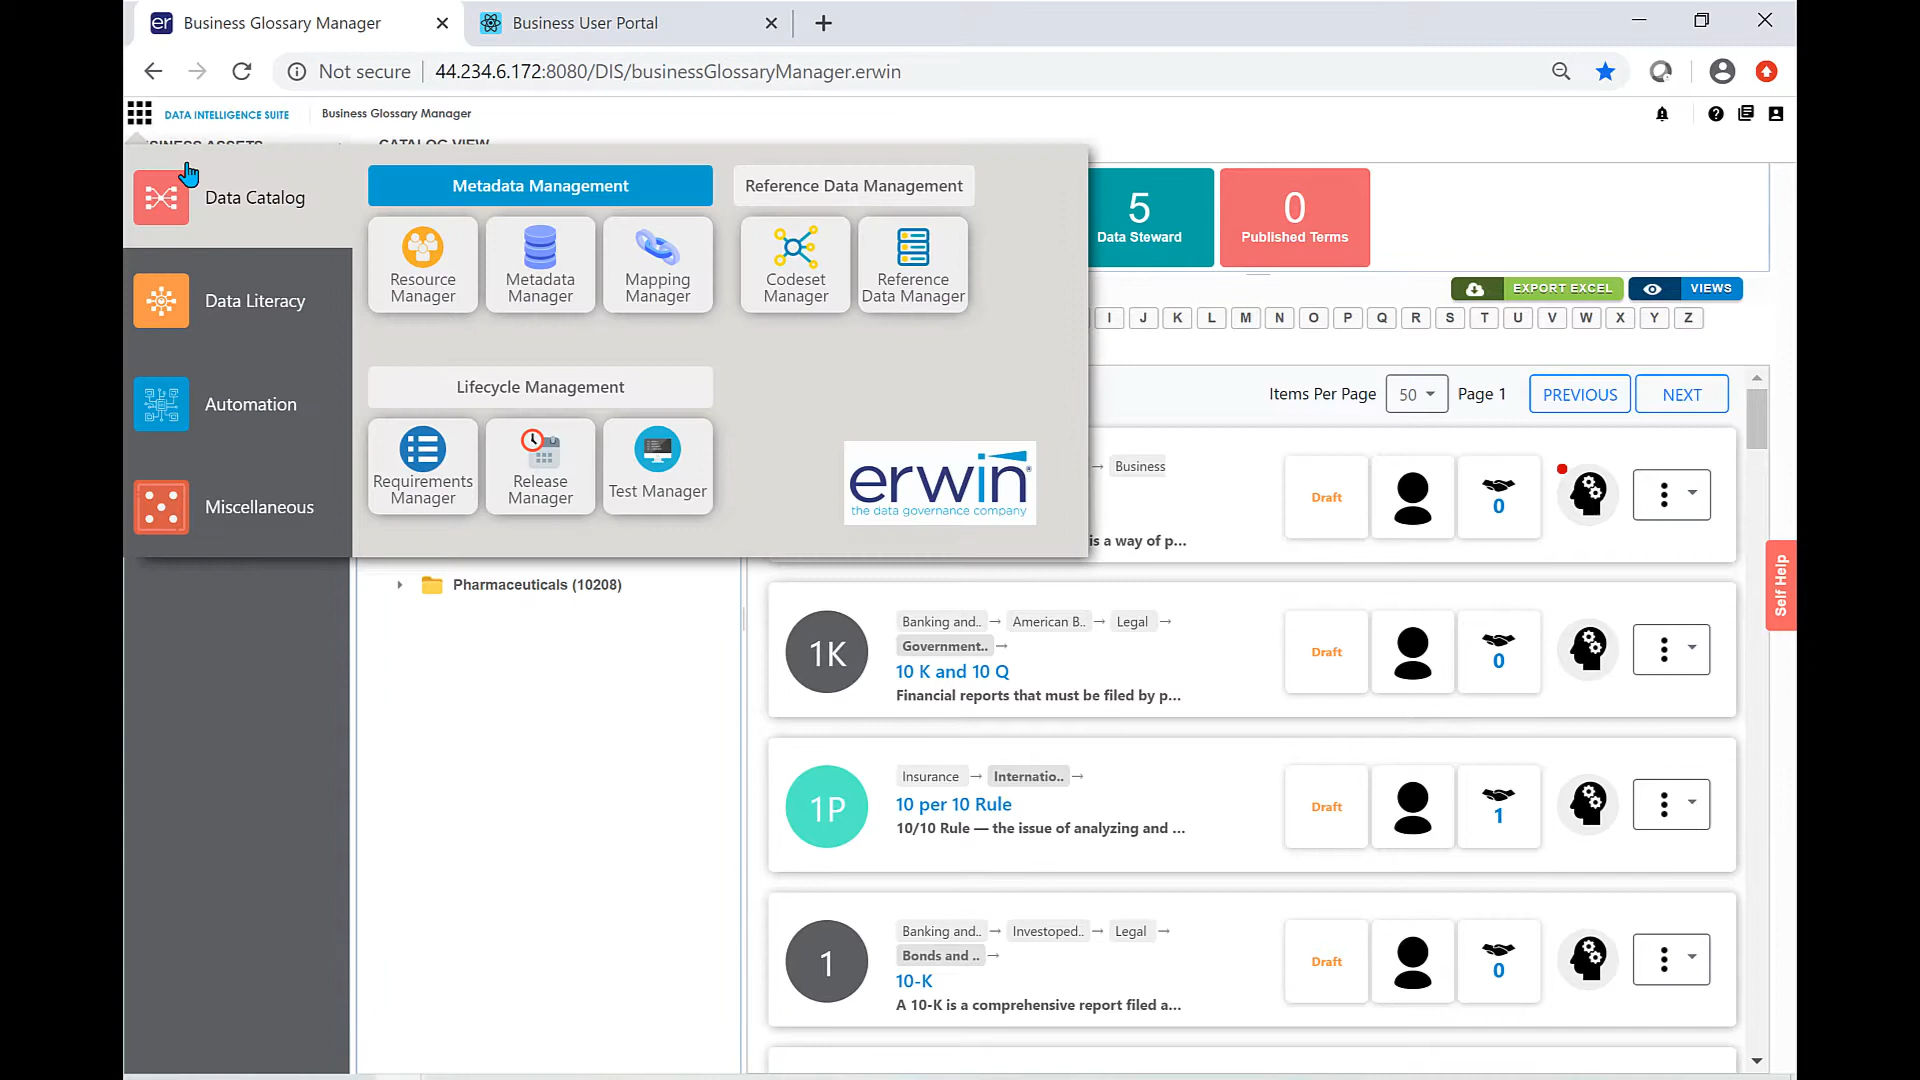 er Business Glossary Manager
Business User Portal
Not secure 44.234.6.172:8080/DIS/businessGlossaryManager.erwin
DATA INTELLIGENCE SUITE Business Glossary Manager
CATALOG VIEW
Data Catalog
Data Literacy
Automation
Miscellaneous
Metadata Management
Reference Data Management
Resource
Manager
Metadata
Manager
Mapping
Manager
Codeset
Manager
Reference
Data Manager
Lifecycle Management
Requirements
Manager
Release
Manager
Test Manager
erwin®
the data governance company
5
Data Steward
0
Published Terms
EXPORT EXCEL VIEWS
I J K L M N O P Q R S T U V W X Y Z
Items Per Page 50 Page 1 PREVIOUS NEXT
→ Business
is a way of p...
Draft 0
Pharmaceuticals (10208)
1K
Banking and.. → American B.. → Legal →
Government.. →
10 K and 10 Q
Financial reports that must be filed by p...
Draft 0
1P
Insurance → Internatio.. →
10 per 10 Rule
10/10 Rule — the issue of analyzing and ...
Draft 1
1
Banking and.. → Investoped.. → Legal →
Bonds and .. →
10-K
A 10-K is a comprehensive report filed a...
Draft 0
Self Help